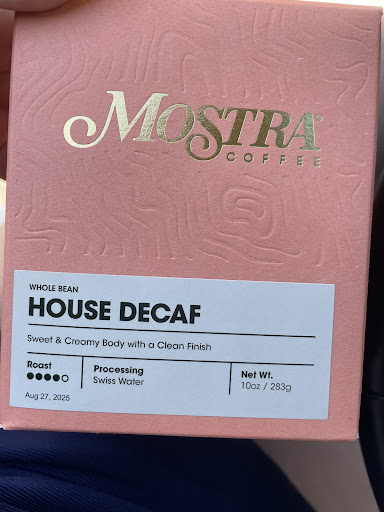 MOSTRA®
COFFEE
WHOLE BEAN
HOUSE DECAF
Sweet & Creamy Body with a Clean Finish
Roast
Processing
Swiss Water
Net Wt.
10oz / 283g
Aug 27, 2025